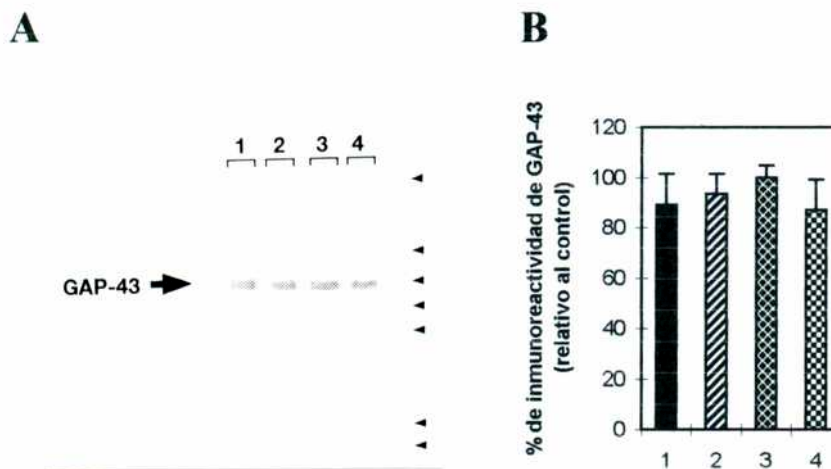 A
1 2 3 4
GAP-43
B
% de inmunoreactividad de GAP-43
(relativo al control)
120
100
80
60
40
20
0
1 2 3 4